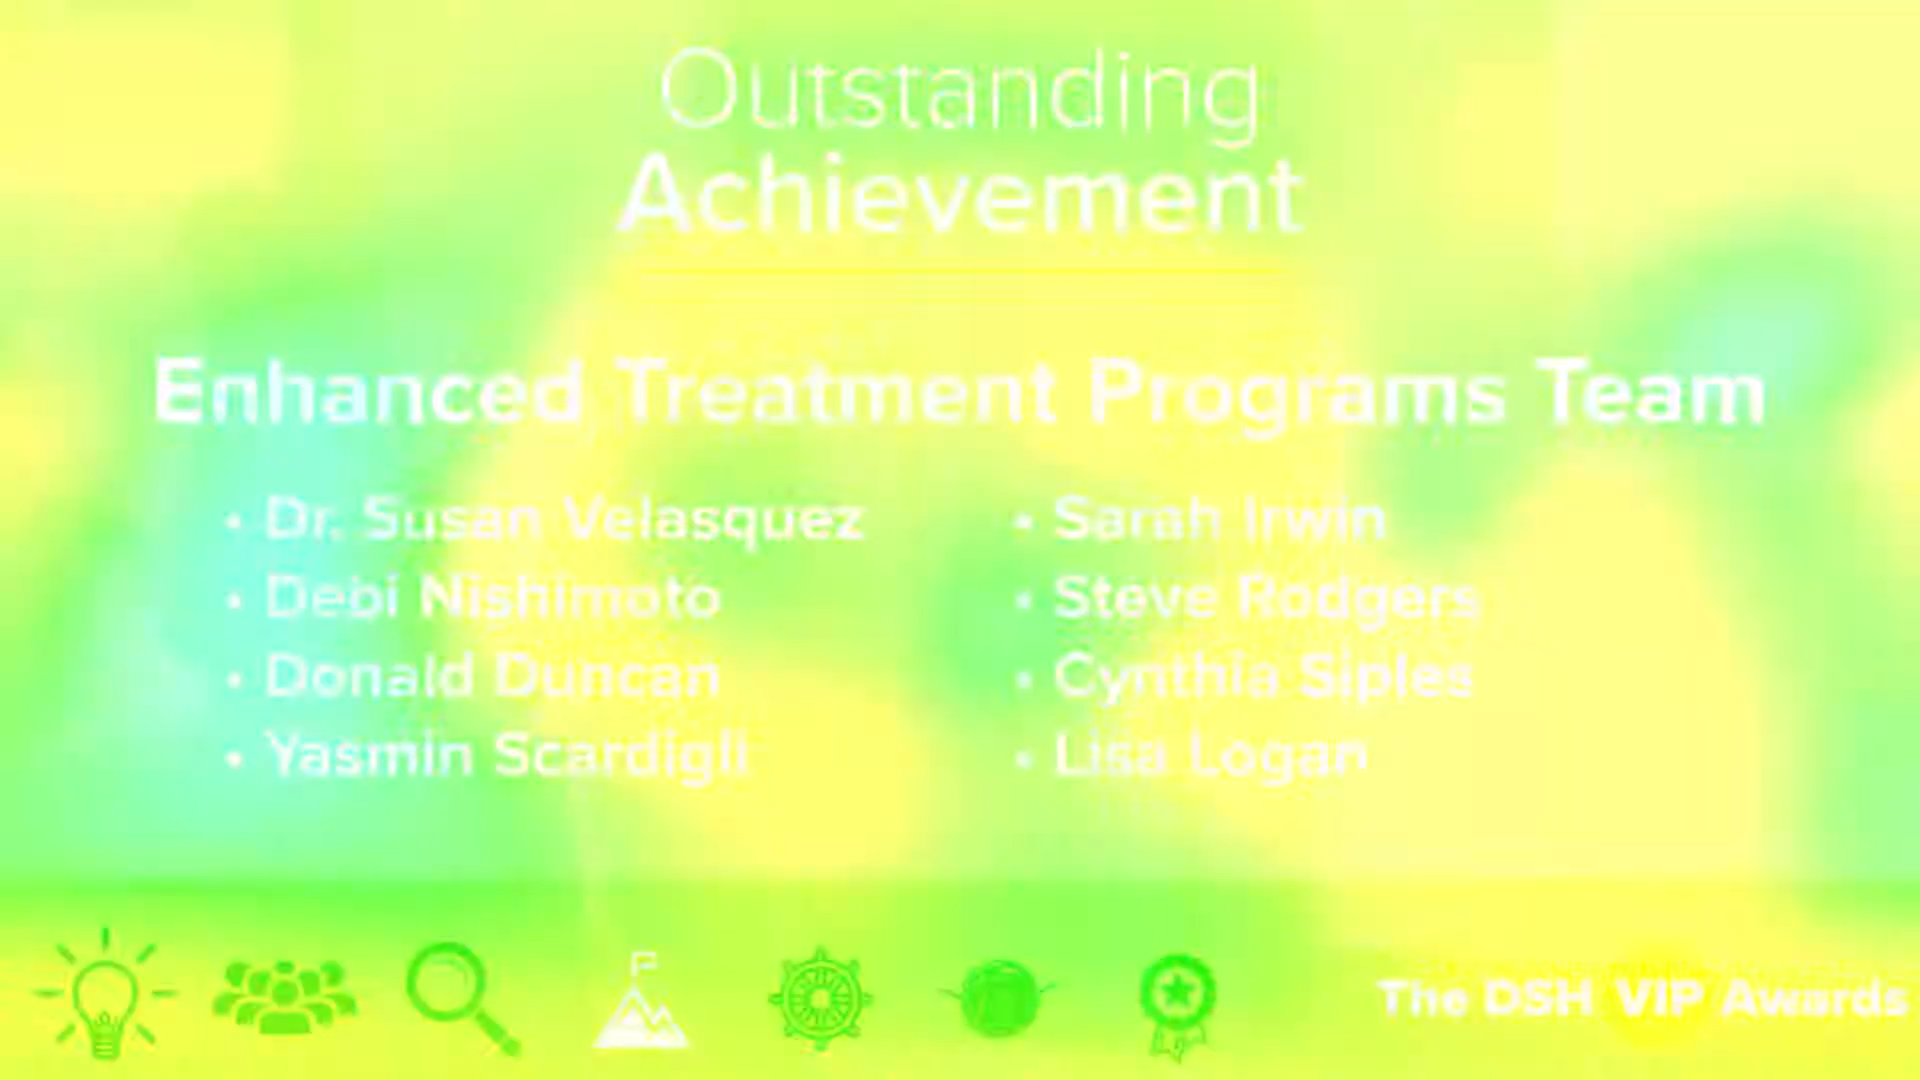 Outstanding
Achievement
Enhanced Treatment Programs Team
• Dr. Susan Velasquez
• Debi Nishimoto
• Donald Duncan
• Yasmin Scardigli
• Sarah Irwin
• Steve Rodgers
• Cynthia Siples
• Lisa Logan
The DSH VIP Awards